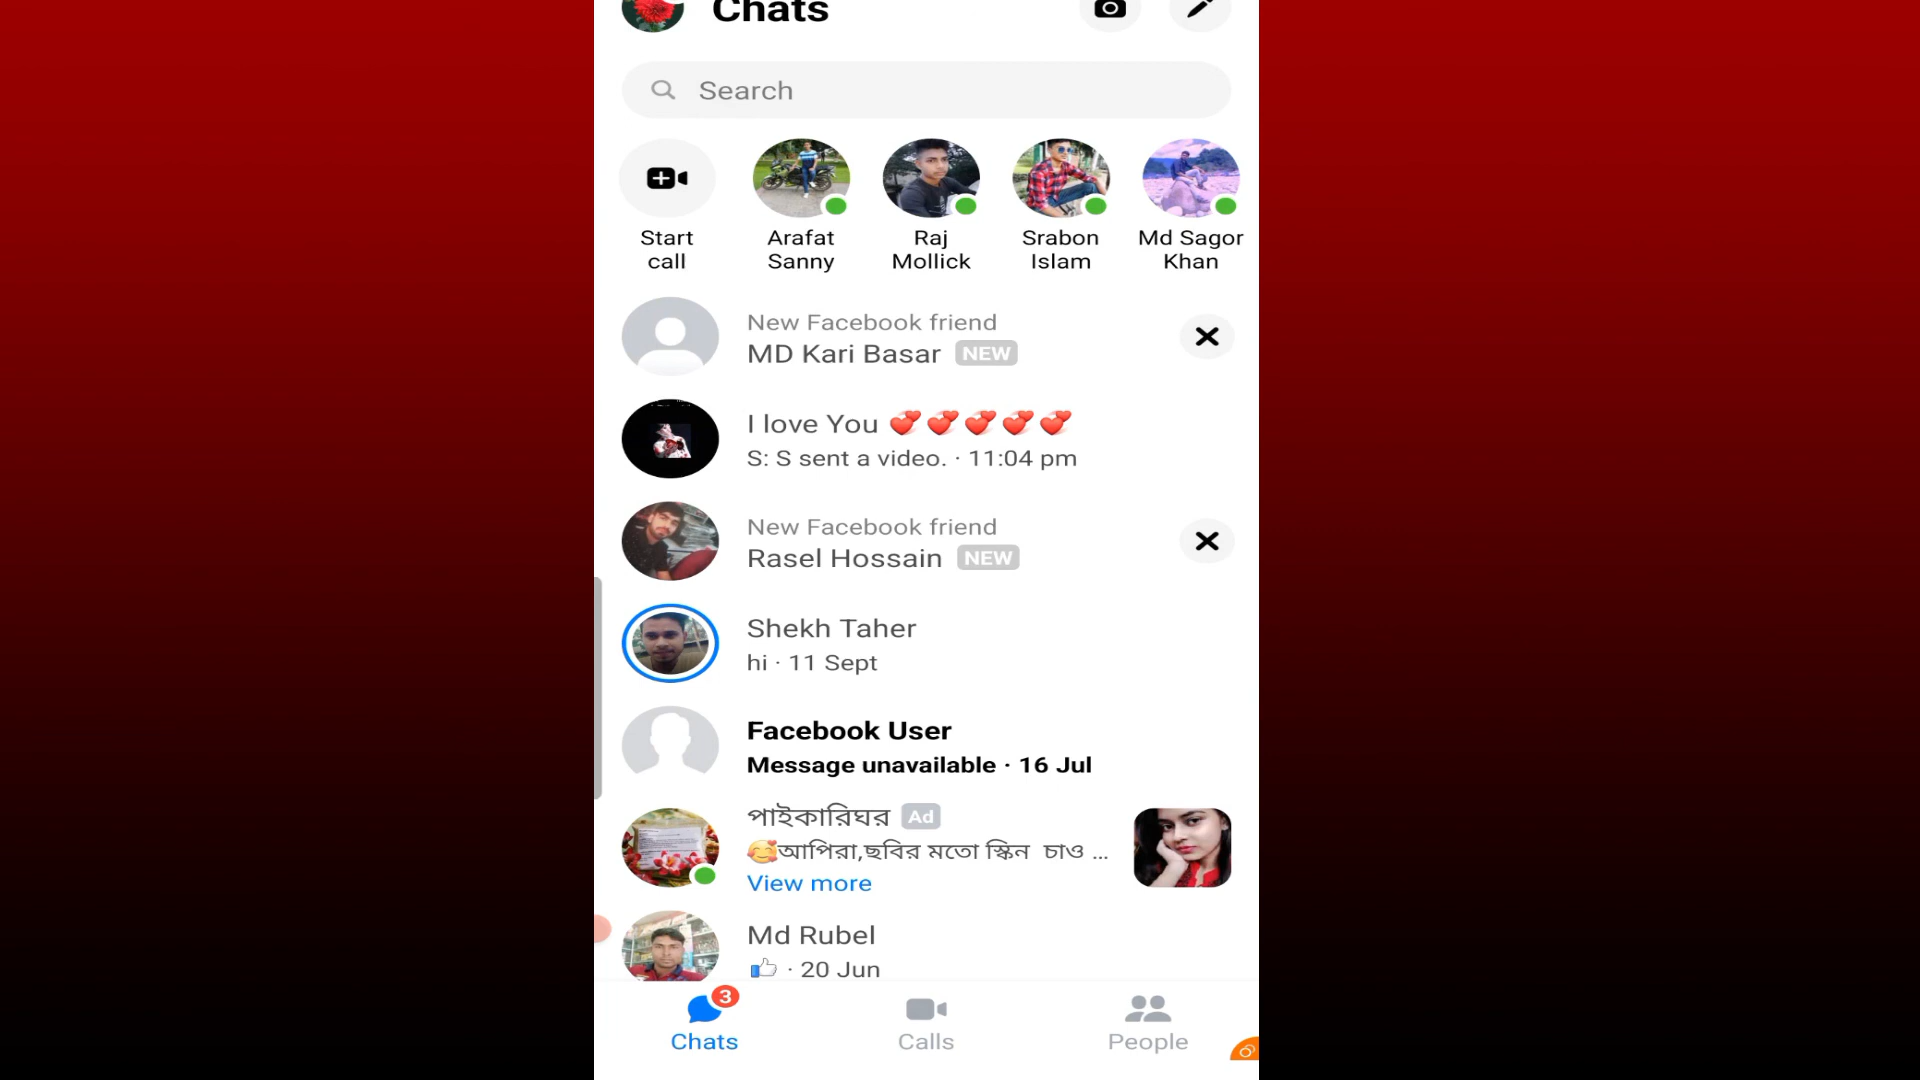 Chats
Search
Start call
Arafat Sanny
Raj Mollick
Srabon Islam
Md Sagor Khan
New Facebook friend
MD Kari Basar NEW
I love You 💞💞💞💞💞
S: S sent a video. · 11:04 pm
New Facebook friend
Rasel Hossain NEW
Shekh Taher
hi · 11 Sept
Facebook User
Message unavailable · 16 Jul
পাইকারিঘর Ad
🥰আপিরা,ছবির মতো স্কিন চাও ...
View more
Md Rubel
👍 · 20 Jun
3
Chats
Calls
People